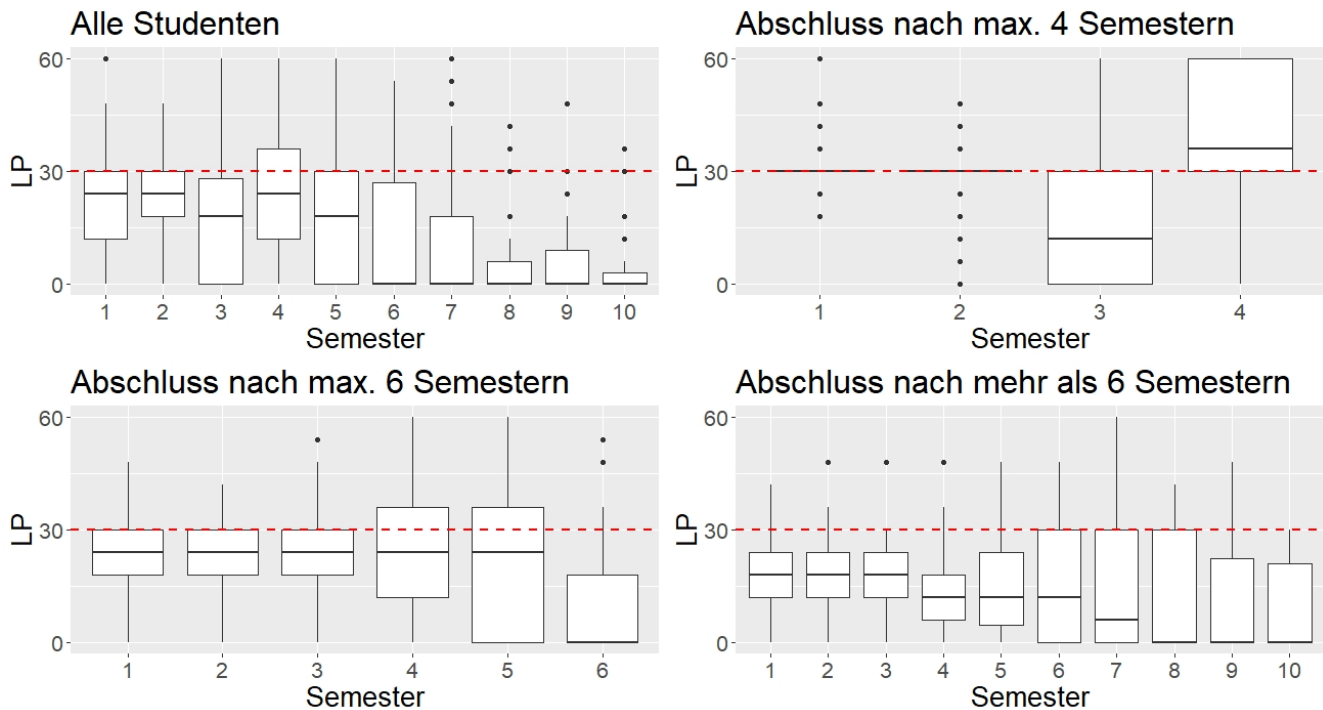 Alle Studenten
60
30
0
LP
1 2 3 4 5 6 7 8 9 10
Semester
Abschluss nach max. 4 Semestern
60
30
0
LP
1 2 3 4
Semester
Abschluss nach max. 6 Semestern
60
30
0
LP
1 2 3 4 5 6
Semester
Abschluss nach mehr als 6 Semestern
60
30
0
LP
1 2 3 4 5 6 7 8 9 10
Semester